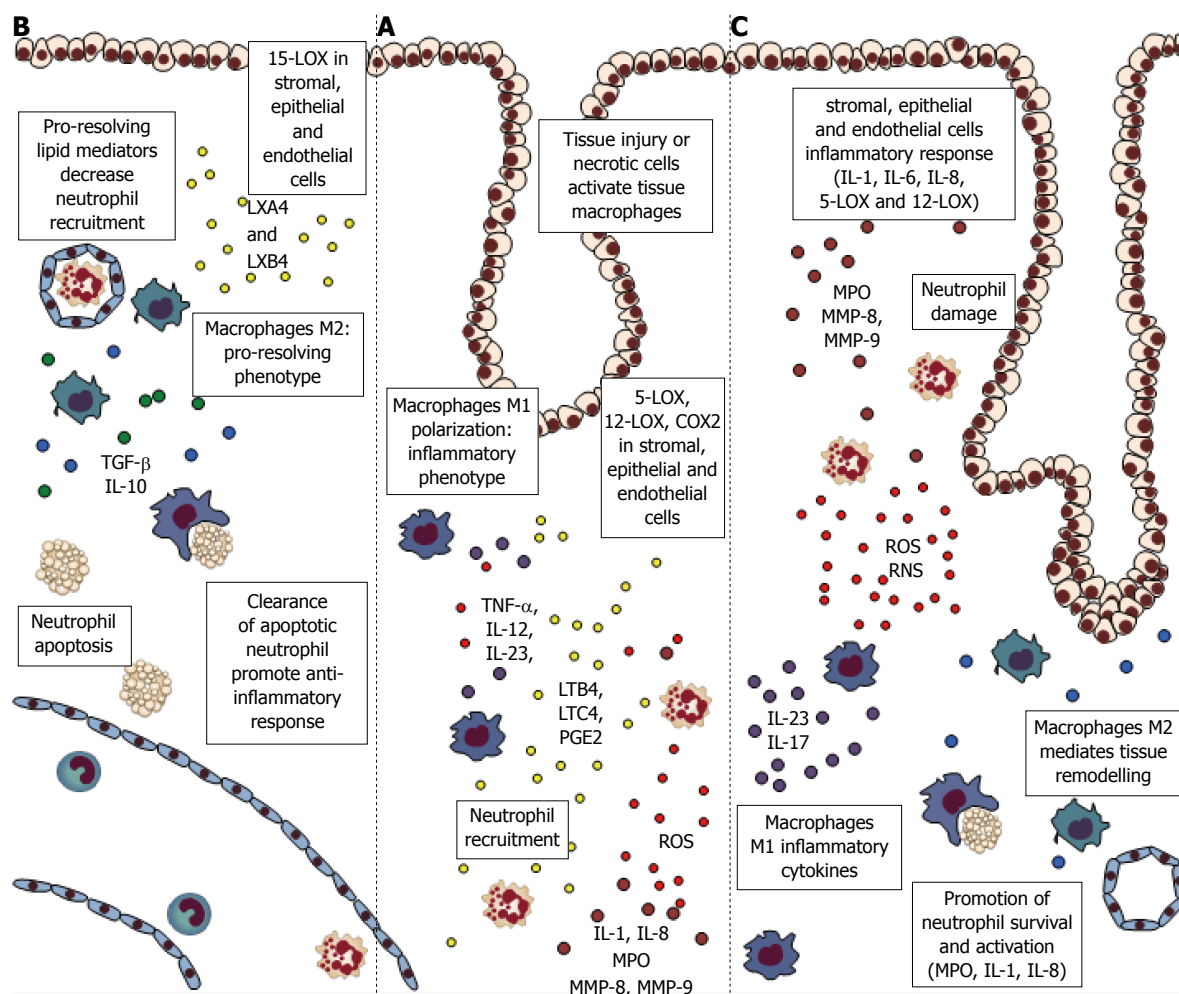 B
15-LOX in
stromal,
epithelial
and
endothelial
cells
Pro-resolving
lipid mediators
decrease
neutrophil
recruitment
LXA4
and
LXB4
Macrophages M2:
pro-resolving
phenotype
TGF-β
IL-10
Neutrophil
apoptosis
Clearance
of apoptotic
neutrophil
promote anti-
inflammatory
response
A
Tissue injury or
necrotic cells
activate tissue
macrophages
Macrophages M1
polarization:
inflammatory
phenotype
5-LOX,
12-LOX, COX2
in stromal,
epithelial and
endothelial
cells
TNF-α,
IL-12,
IL-23,
LTB4,
LTC4,
PGE2
Neutrophil
recruitment
ROS
IL-1, IL-8
MPO
MMP-8, MMP-9
C
stromal, epithelial
and endothelial cells
inflammatory response
(IL-1, IL-6, IL-8,
5-LOX and 12-LOX)
MPO
MMP-8,
MMP-9
Neutrophil
damage
ROS
RNS
IL-23
IL-17
Macrophages M2
mediates tissue
remodelling
Macrophages
M1 inflammatory
cytokines
Promotion of
neutrophil survival
and activation
(MPO, IL-1, IL-8)